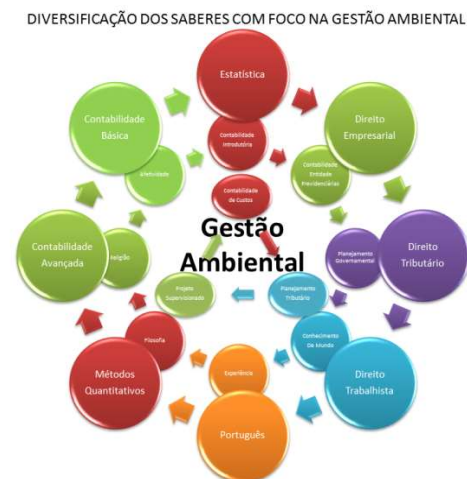 DIVERSIFICAÇÃO DOS SABERES COM FOCO NA GESTÃO AMBIENTAL
Estatística
Direito
Empresarial
Direito
Tributário
Direito
Trabalhista
Português
Métodos
Quantitativos
Contabilidade
Avançada
Contabilidade
Básica
Contabilidade
Introdutória
Contabilidade
Entidade
Previdenciárias
Planejamento
Governamental
Conhecimento
De Mundo
Experiência
Filosofia
Religião
Afetividade
Contabilidade
de Custos
Planejamento
Tributário
Projeto
Supervisionado
Gestão
Ambiental